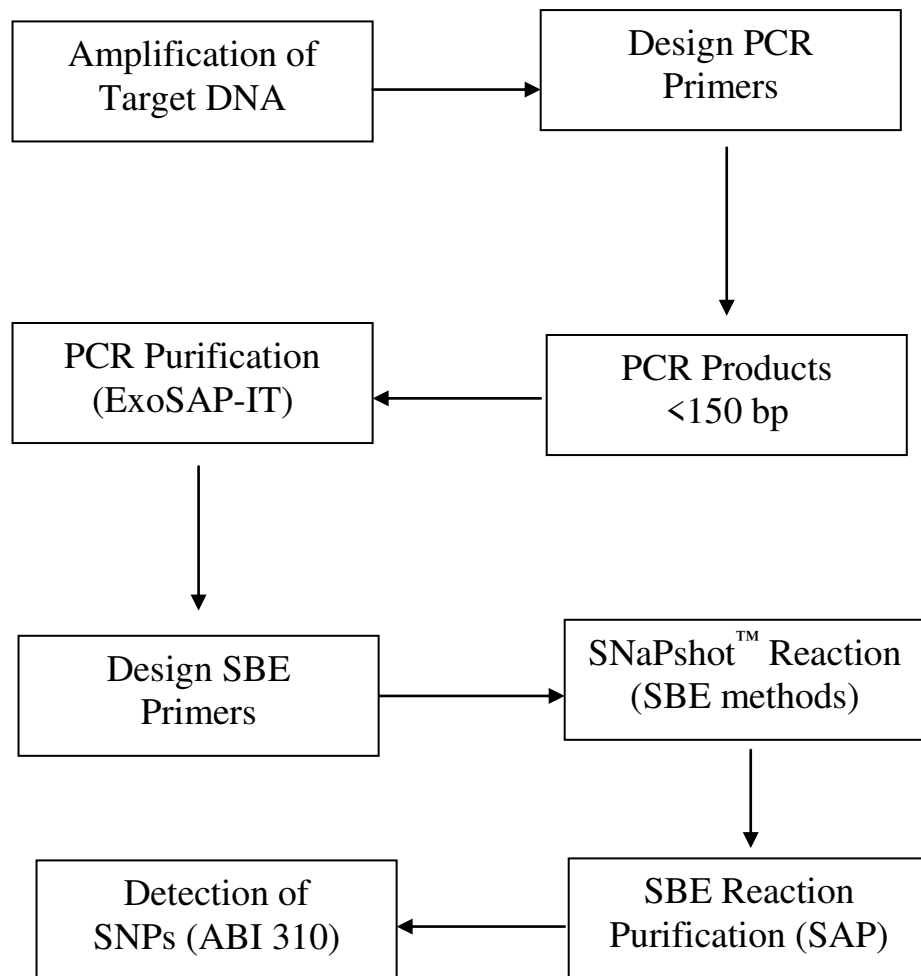 Amplification of
Target DNA
Design PCR
Primers
PCR Products
<150 bp
PCR Purification
(ExoSAP-IT)
Design SBE
Primers
SNaPshot™ Reaction
(SBE methods)
SBE Reaction
Purification (SAP)
Detection of
SNPs (ABI 310)